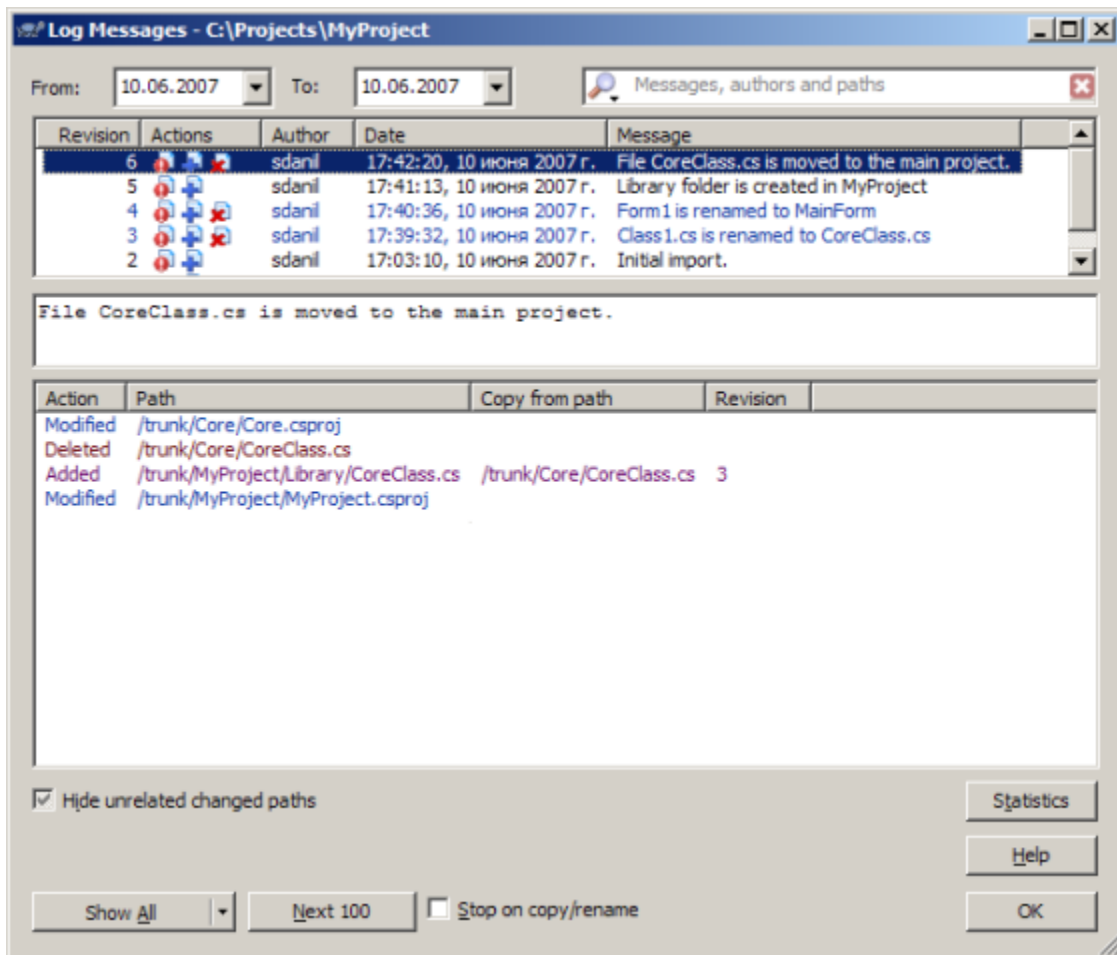 Log Messages - C:\Projects\MyProject
From: 10.06.2007 To: 10.06.2007 Messages, authors and paths
Revision Actions Author Date Message
6 sdanil 17:42:20, 10 июня 2007 г. File CoreClass.cs is moved to the main project.
5 sdanil 17:41:13, 10 июня 2007 г. Library folder is created in MyProject
4 sdanil 17:40:36, 10 июня 2007 г. Form1 is renamed to MainForm
3 sdanil 17:39:32, 10 июня 2007 г. Class1.cs is renamed to CoreClass.cs
2 sdanil 17:03:10, 10 июня 2007 г. Initial import.
File CoreClass.cs is moved to the main project.
Action Path Copy from path Revision
Modified /trunk/Core/Core.csproj
Deleted /trunk/Core/CoreClass.cs
Added /trunk/MyProject/Library/CoreClass.cs /trunk/Core/CoreClass.cs 3
Modified /trunk/MyProject/MyProject.csproj
Hide unrelated changed paths Statistics
Help
Show All Next 100 Stop on copy/rename OK